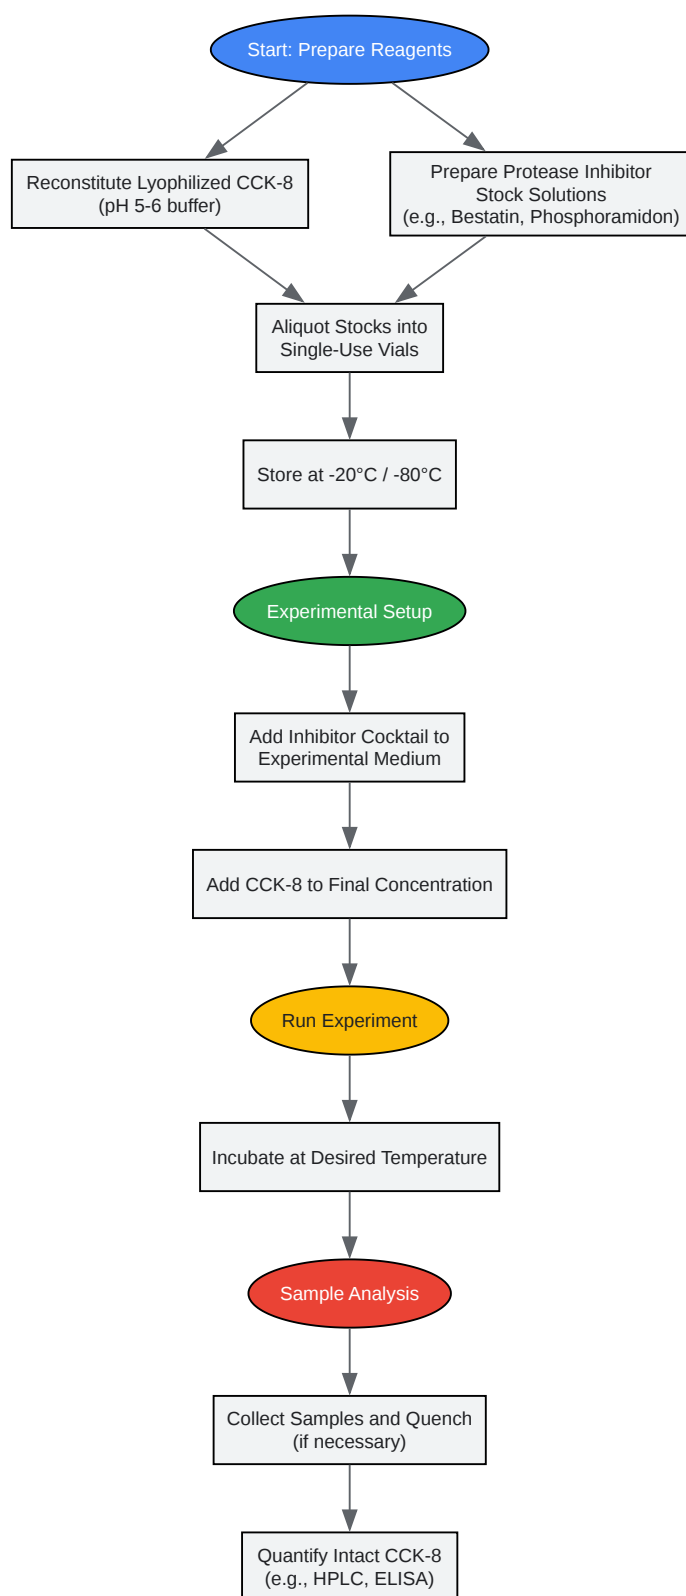 Start: Prepare Reagents
Reconstitute Lyophilized CCK-8
(pH 5-6 buffer)
Prepare Protease Inhibitor
Stock Solutions
(e.g., Bestatin, Phosphoramidon)
Aliquot Stocks into
Single-Use Vials
Store at -20°C / -80°C
Experimental Setup
Add Inhibitor Cocktail to
Experimental Medium
Add CCK-8 to Final Concentration
Run Experiment
Incubate at Desired Temperature
Sample Analysis
Collect Samples and Quench
(if necessary)
Quantify Intact CCK-8
(e.g., HPLC, ELISA)